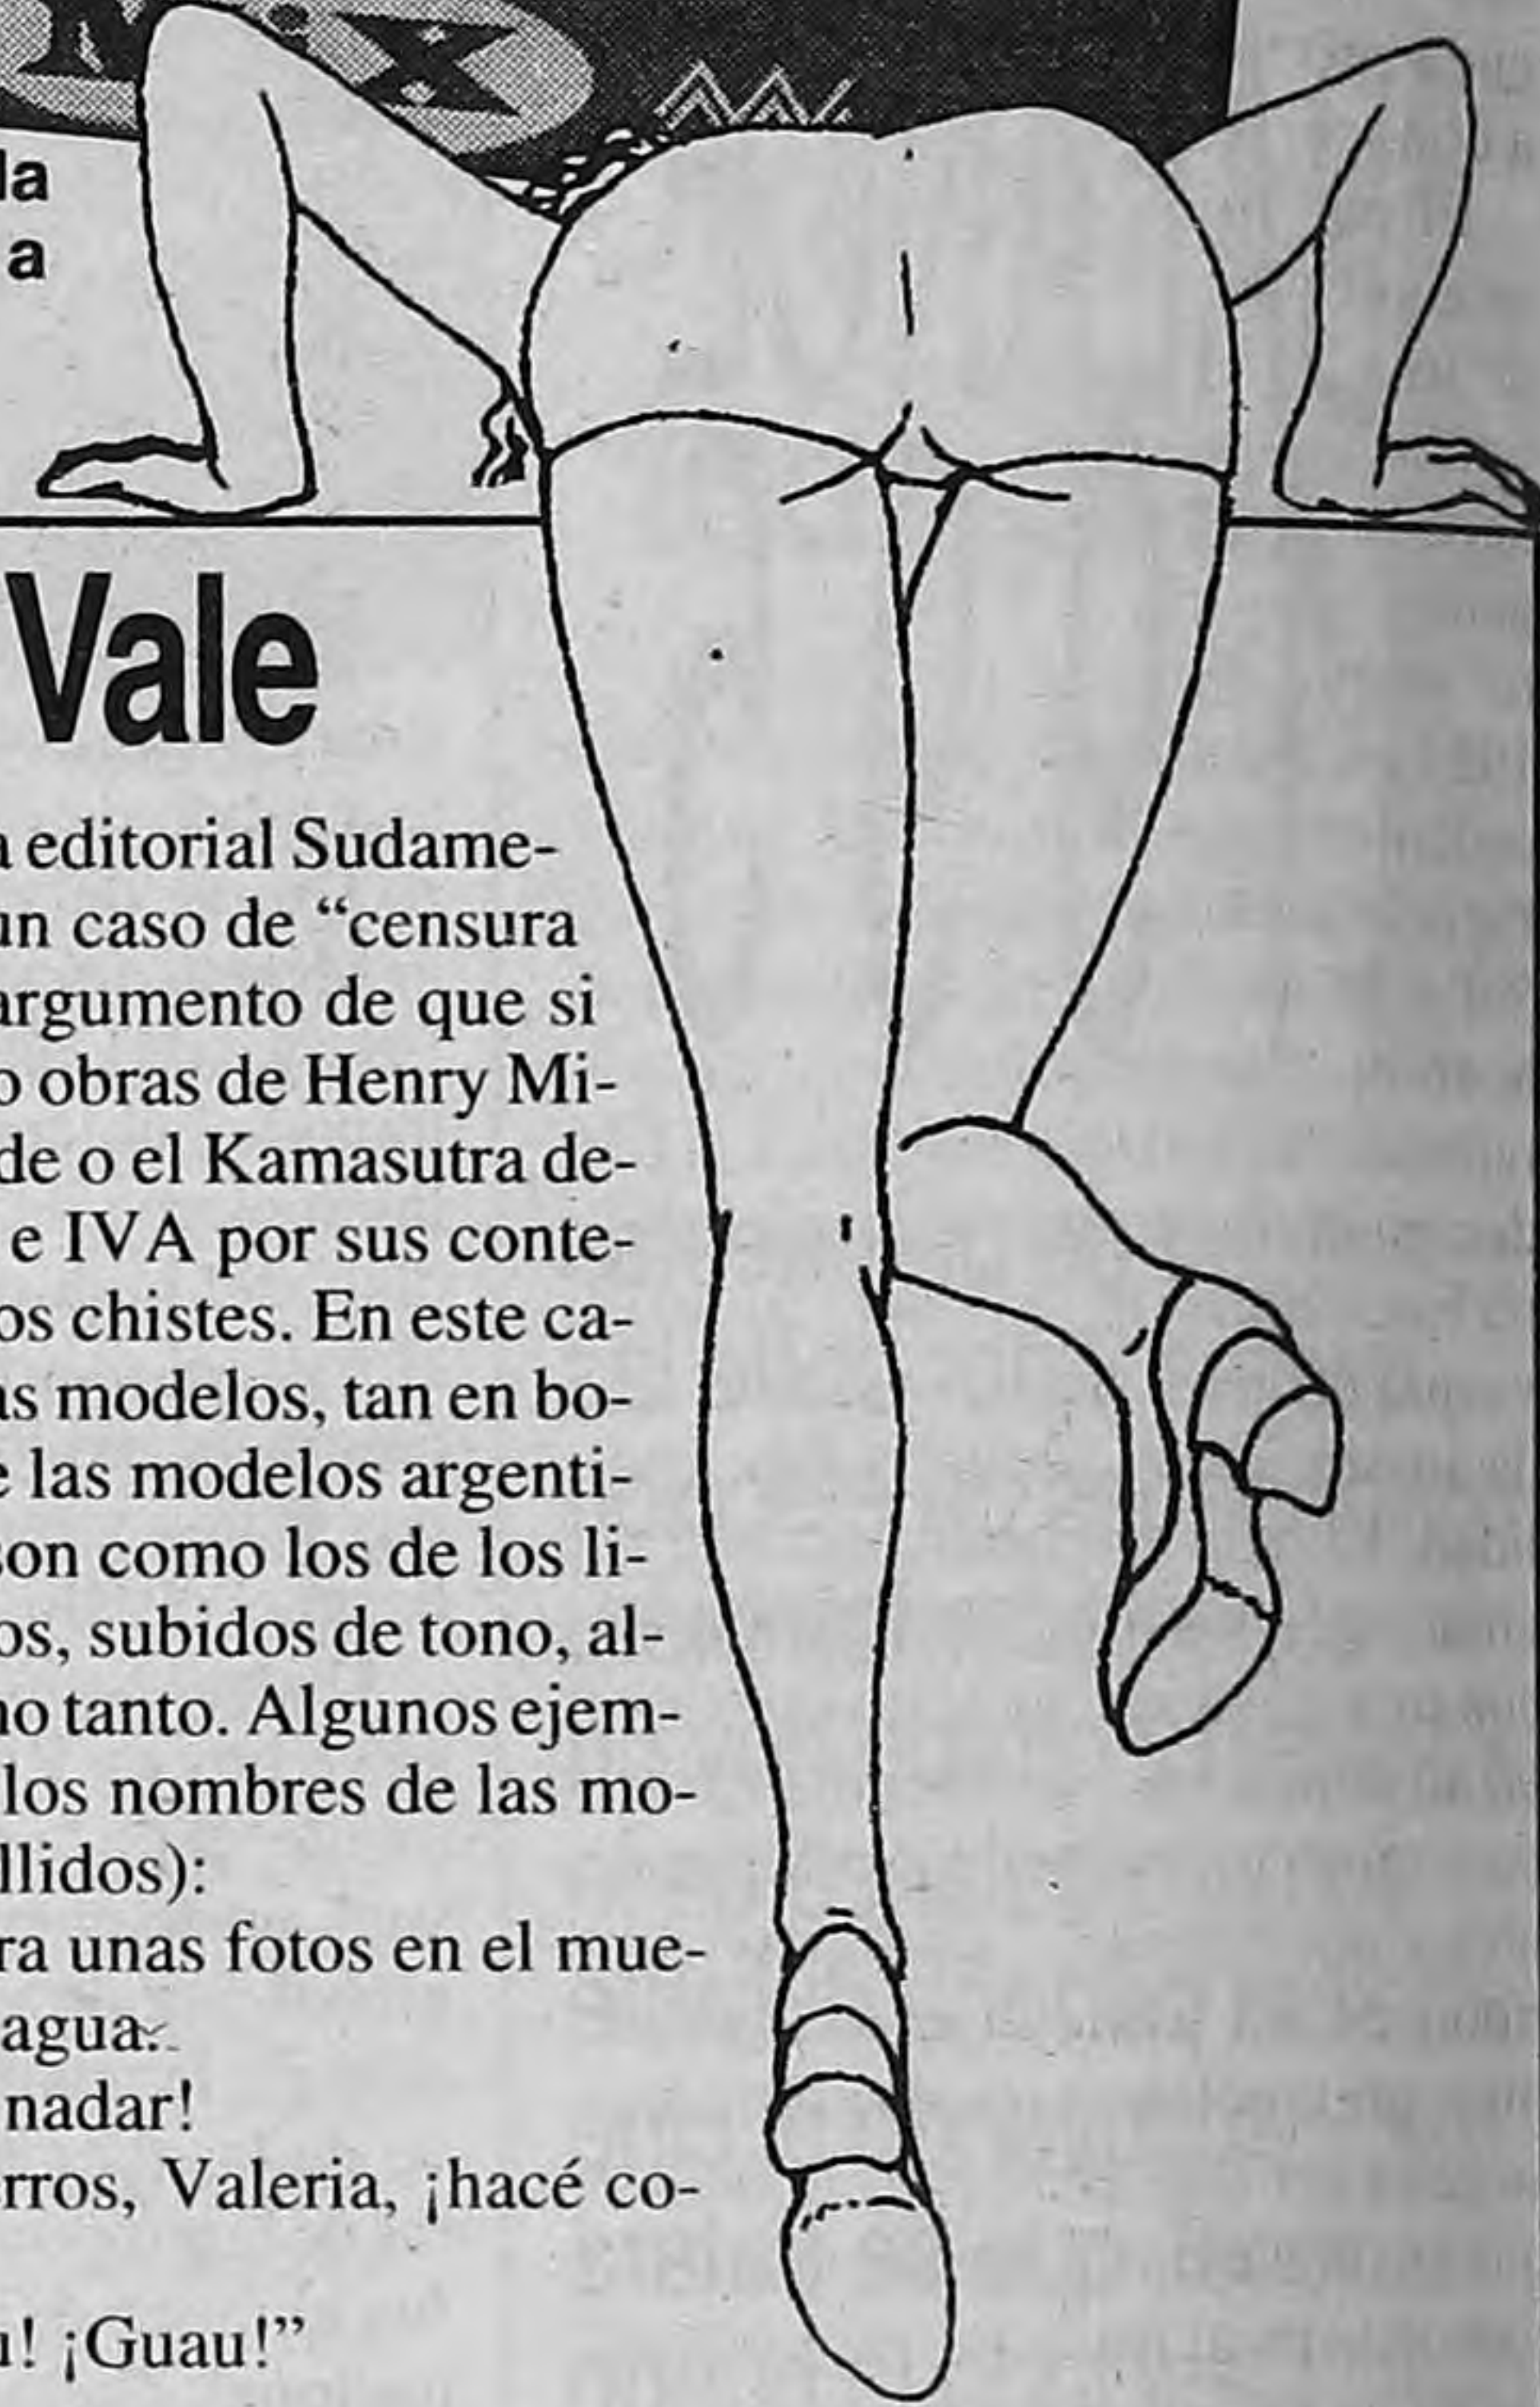 MiX
la
a
Vale
a editorial Sudame-
un caso de “censura
argumento de que si
o obras de Henry Mi-
de o el Kamasutra de-
e IVA por sus conte-
os chistes. En este ca-
as modelos, tan en bo-
e las modelos argenti-
son como los de los li-
os, subidos de tono, al-
no tanto. Algunos ejem-
los nombres de las mo-
llidos):
ra unas fotos en el mue-
agua.
nadar!
rros, Valeria, ¡hacé co-
u! ¡Guau!”